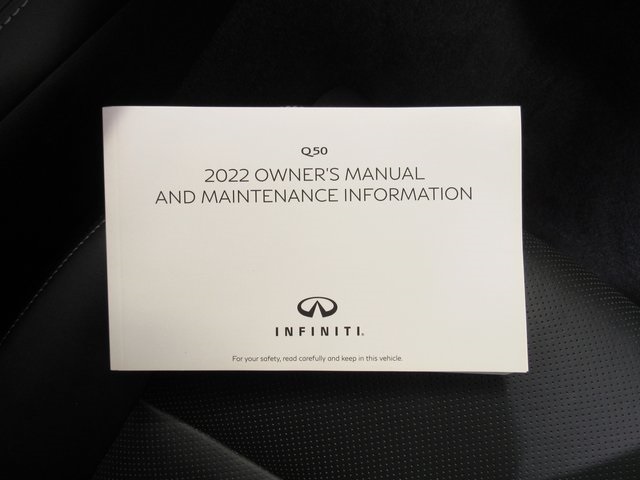 Q50
2022 OWNER'S MANUAL
AND MAINTENANCE INFORMATION
INFINITI®
For your safety, read carefully and keep in this vehicle.